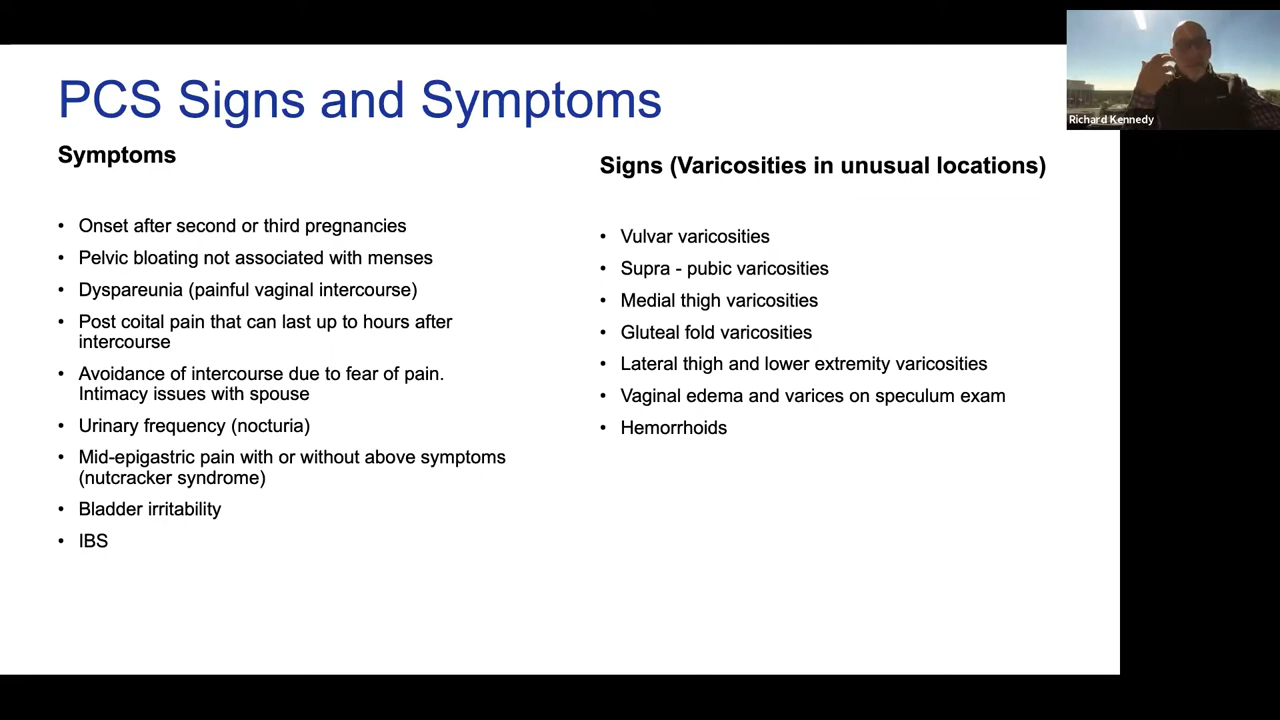 PCS Signs and Symptoms
Symptoms
• Onset after second or third pregnancies
• Pelvic bloating not associated with menses
• Dyspareunia (painful vaginal intercourse)
• Post coital pain that can last up to hours after
intercourse
• Avoidance of intercourse due to fear of pain.
Intimacy issues with spouse
• Urinary frequency (nocturia)
• Mid-epigastric pain with or without above symptoms
(nutcracker syndrome)
• Bladder irritability
• IBS
Signs (Varicosities in unusual locations)
• Vulvar varicosities
• Supra - pubic varicosities
• Medial thigh varicosities
• Gluteal fold varicosities
• Lateral thigh and lower extremity varicosities
• Vaginal edema and varices on speculum exam
• Hemorrhoids
Richard Kennedy